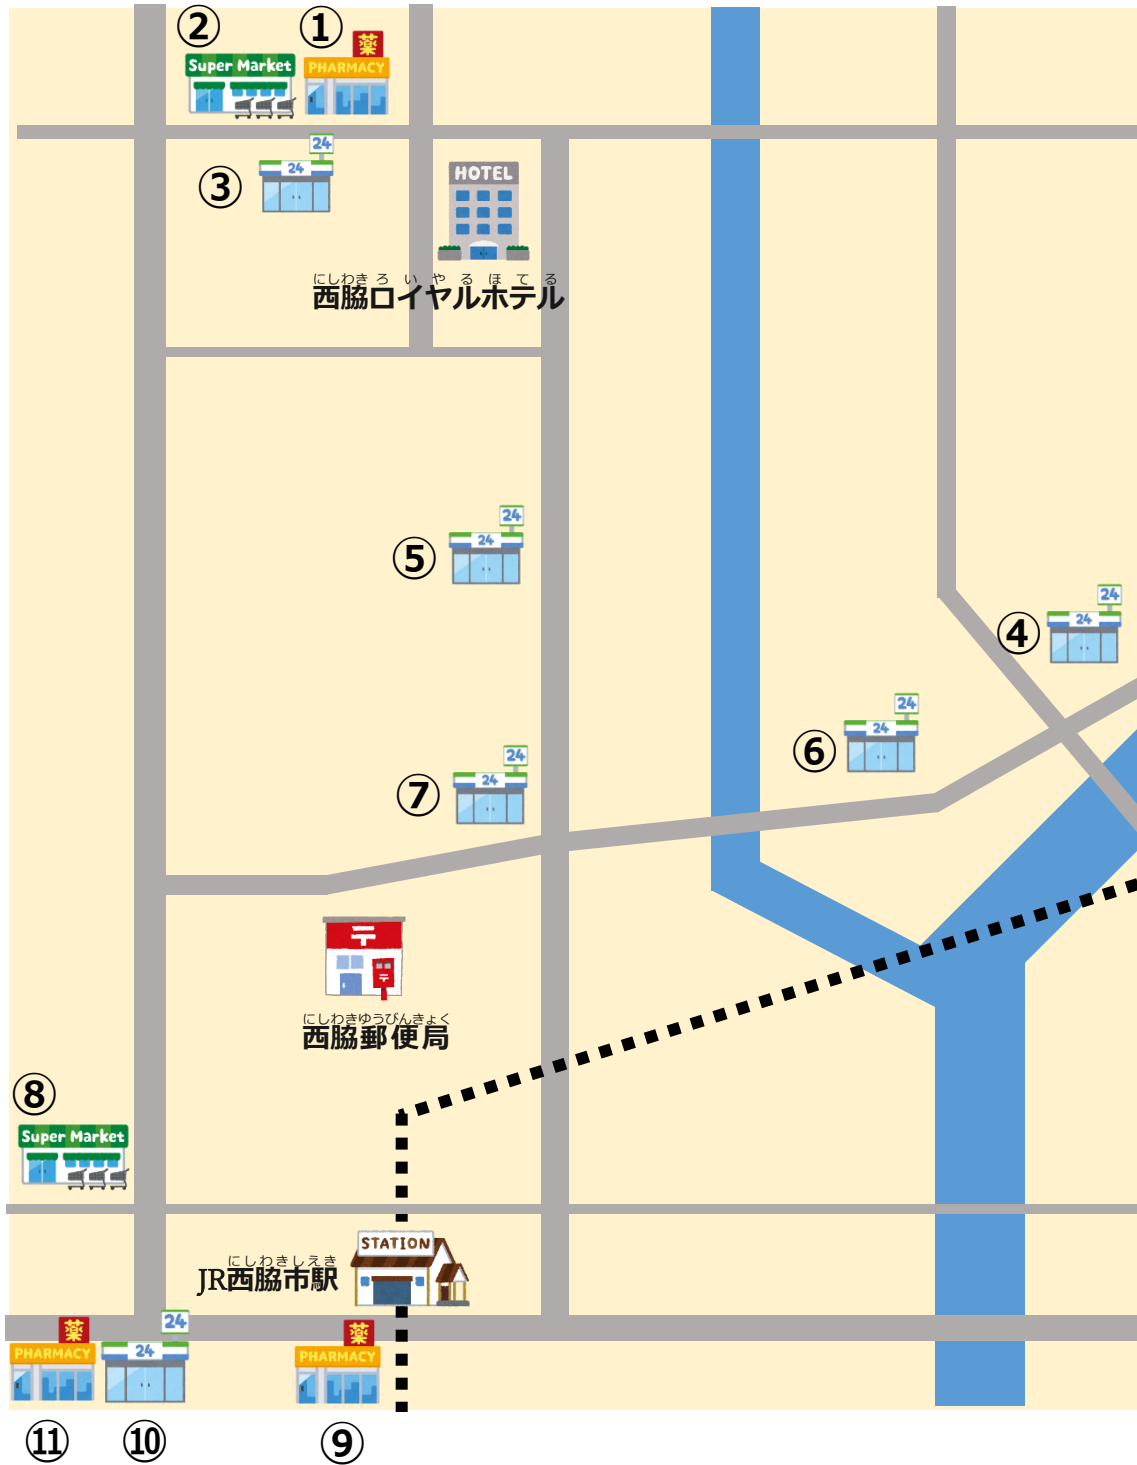 ② ①
薬
Super Market PHARMACY
24
24
③
HOTEL
にしわき ろいやるほてる
西脇ロイヤルホテル
24
24
⑤
24
24
④
24
24
⑥
24
24
⑦
〒
〒
にしわきゆうびんきょく
西脇郵便局
⑧
Super Market
STATION
にしわきしえき
JR西脇市駅
薬
PHARMACY
24
24
薬
PHARMACY
⑪ ⑩ ⑨